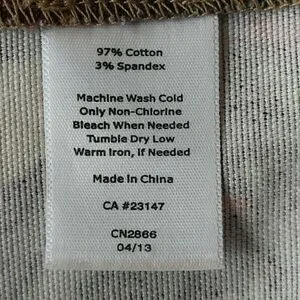 97% Cotton
3% Spandex
Machine Wash Cold
Only Non-Chlorine
Bleach When Needed
Tumble Dry Low
Warm Iron, if Needed
Made in China
CA #23147
CN2866
04/13